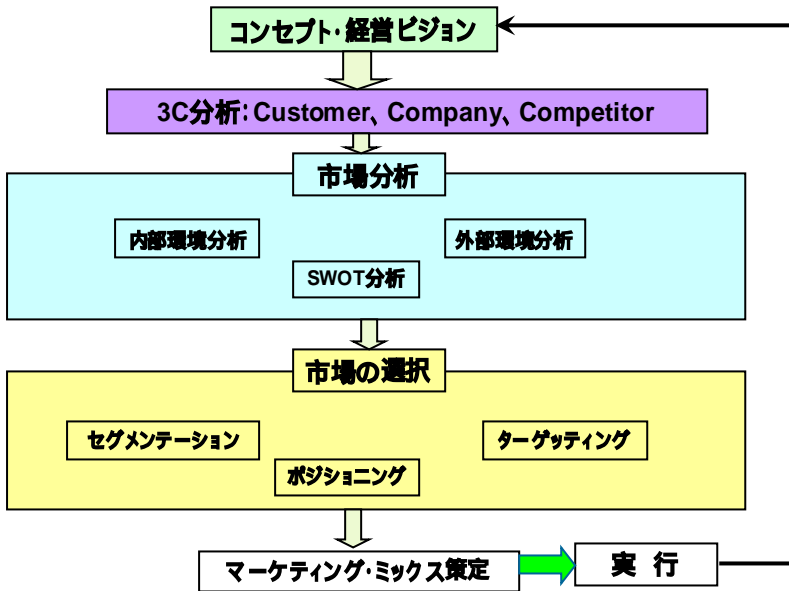 コンセプト・経営ビジョン
3C分析：Customer、Company、Competitor
市場分析
内部環境分析
外部環境分析
SWOT分析
市場の選択
セグメンテーション
ターゲッティング
ポジショニング
マーケティング・ミックス策定
実　行